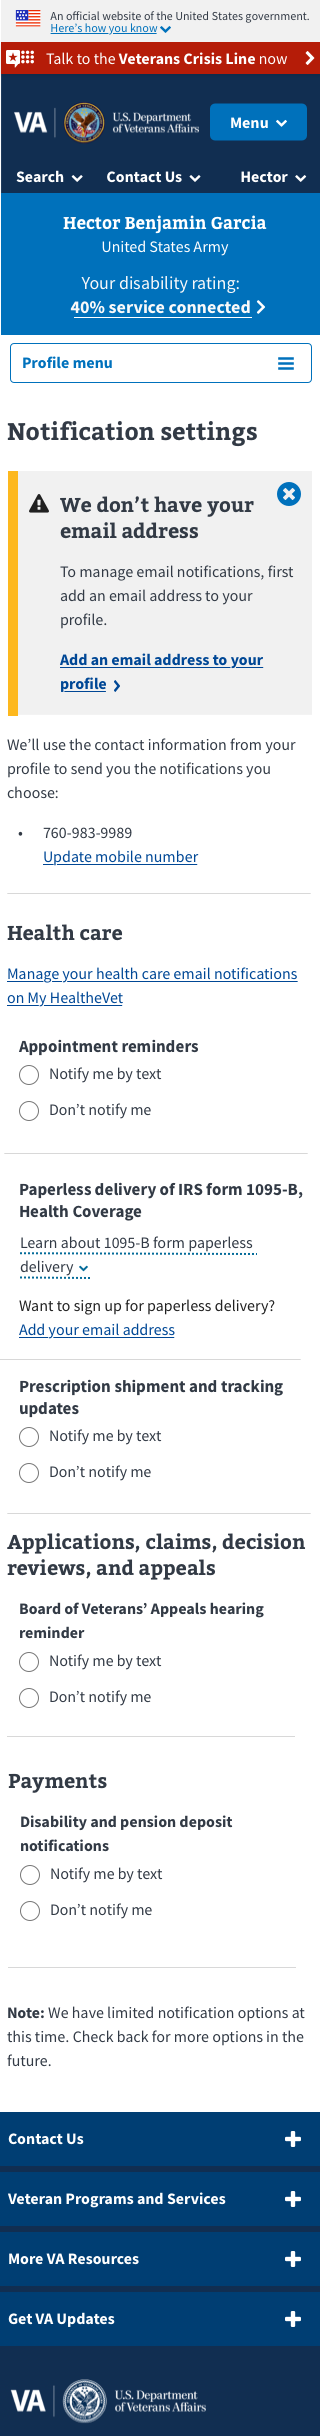 An official website of the United States government.
Here's how you know
Talk to the Veterans Crisis Line now
VA
U.S. Department
of Veterans Affairs
Menu
Search
Contact Us
Hector
Hector Benjamin Garcia
United States Army
Your disability rating:
40% service connected
Profile menu
Notification settings
We don’t have your
email address
To manage email notifications, first
add an email address to your
profile.
Add an email address to your
profile
We’ll use the contact information from your
profile to send you the notifications you
choose:
• 760-983-9989
Update mobile number
Health care
Manage your health care email notifications
on My HealtheVet
Appointment reminders
Notify me by text
Don’t notify me
Paperless delivery of IRS form 1095-B,
Health Coverage
Learn about 1095-B form paperless
delivery
Want to sign up for paperless delivery?
Add your email address
Prescription shipment and tracking
updates
Notify me by text
Don’t notify me
Applications, claims, decision
reviews, and appeals
Board of Veterans’ Appeals hearing
reminder
Notify me by text
Don’t notify me
Payments
Disability and pension deposit
notifications
Notify me by text
Don’t notify me
Note: We have limited notification options at
this time. Check back for more options in the
future.
Contact Us
Veteran Programs and Services
More VA Resources
Get VA Updates
VA
U.S. Department
of Veterans Affairs